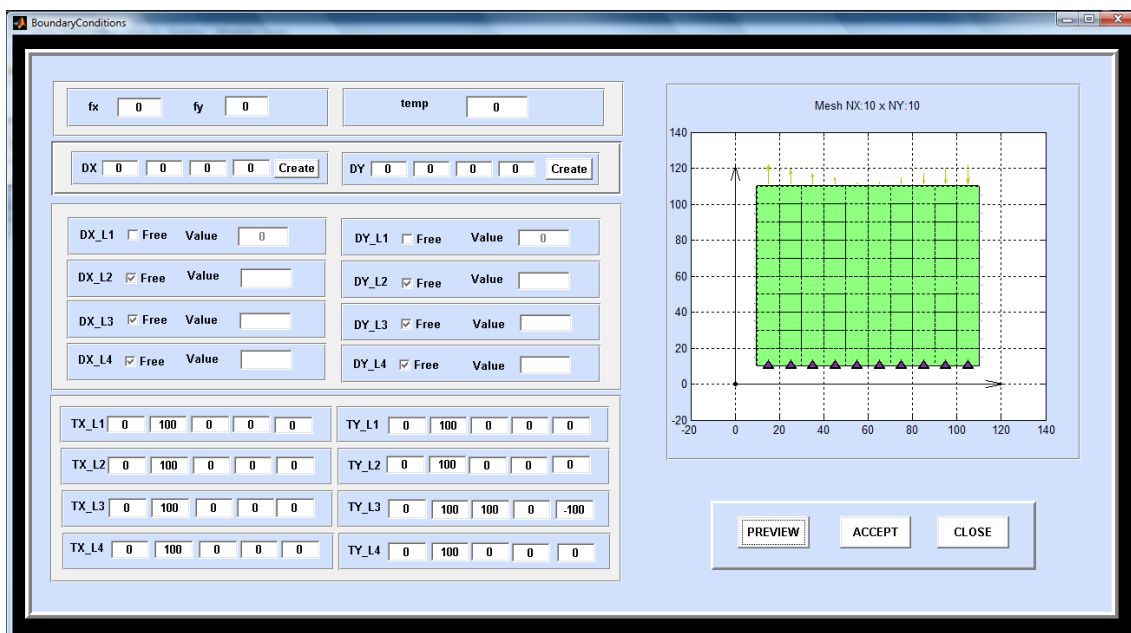 BoundaryConditions
fx 0 fy 0 temp 0
DX 0 0 0 0 Create DY 0 0 0 0 Create
DX_L1 Free Value 0 DY_L1 Free Value 0
DX_L2 Free Value DY_L2 Free Value
DX_L3 Free Value DY_L3 Free Value
DX_L4 Free Value DY_L4 Free Value
TX_L1 0 100 0 0 0 TY_L1 0 100 0 0 0
TX_L2 0 100 0 0 0 TY_L2 0 100 0 0 0
TX_L3 0 100 0 0 0 TY_L3 0 100 100 0 -100
TX_L4 0 100 0 0 0 TY_L4 0 100 0 0 0
Mesh NX:10 x NY:10
140
120
100
80
60
40
20
0
-20
-20 0 20 40 60 80 100 120 140
PREVIEW ACCEPT CLOSE